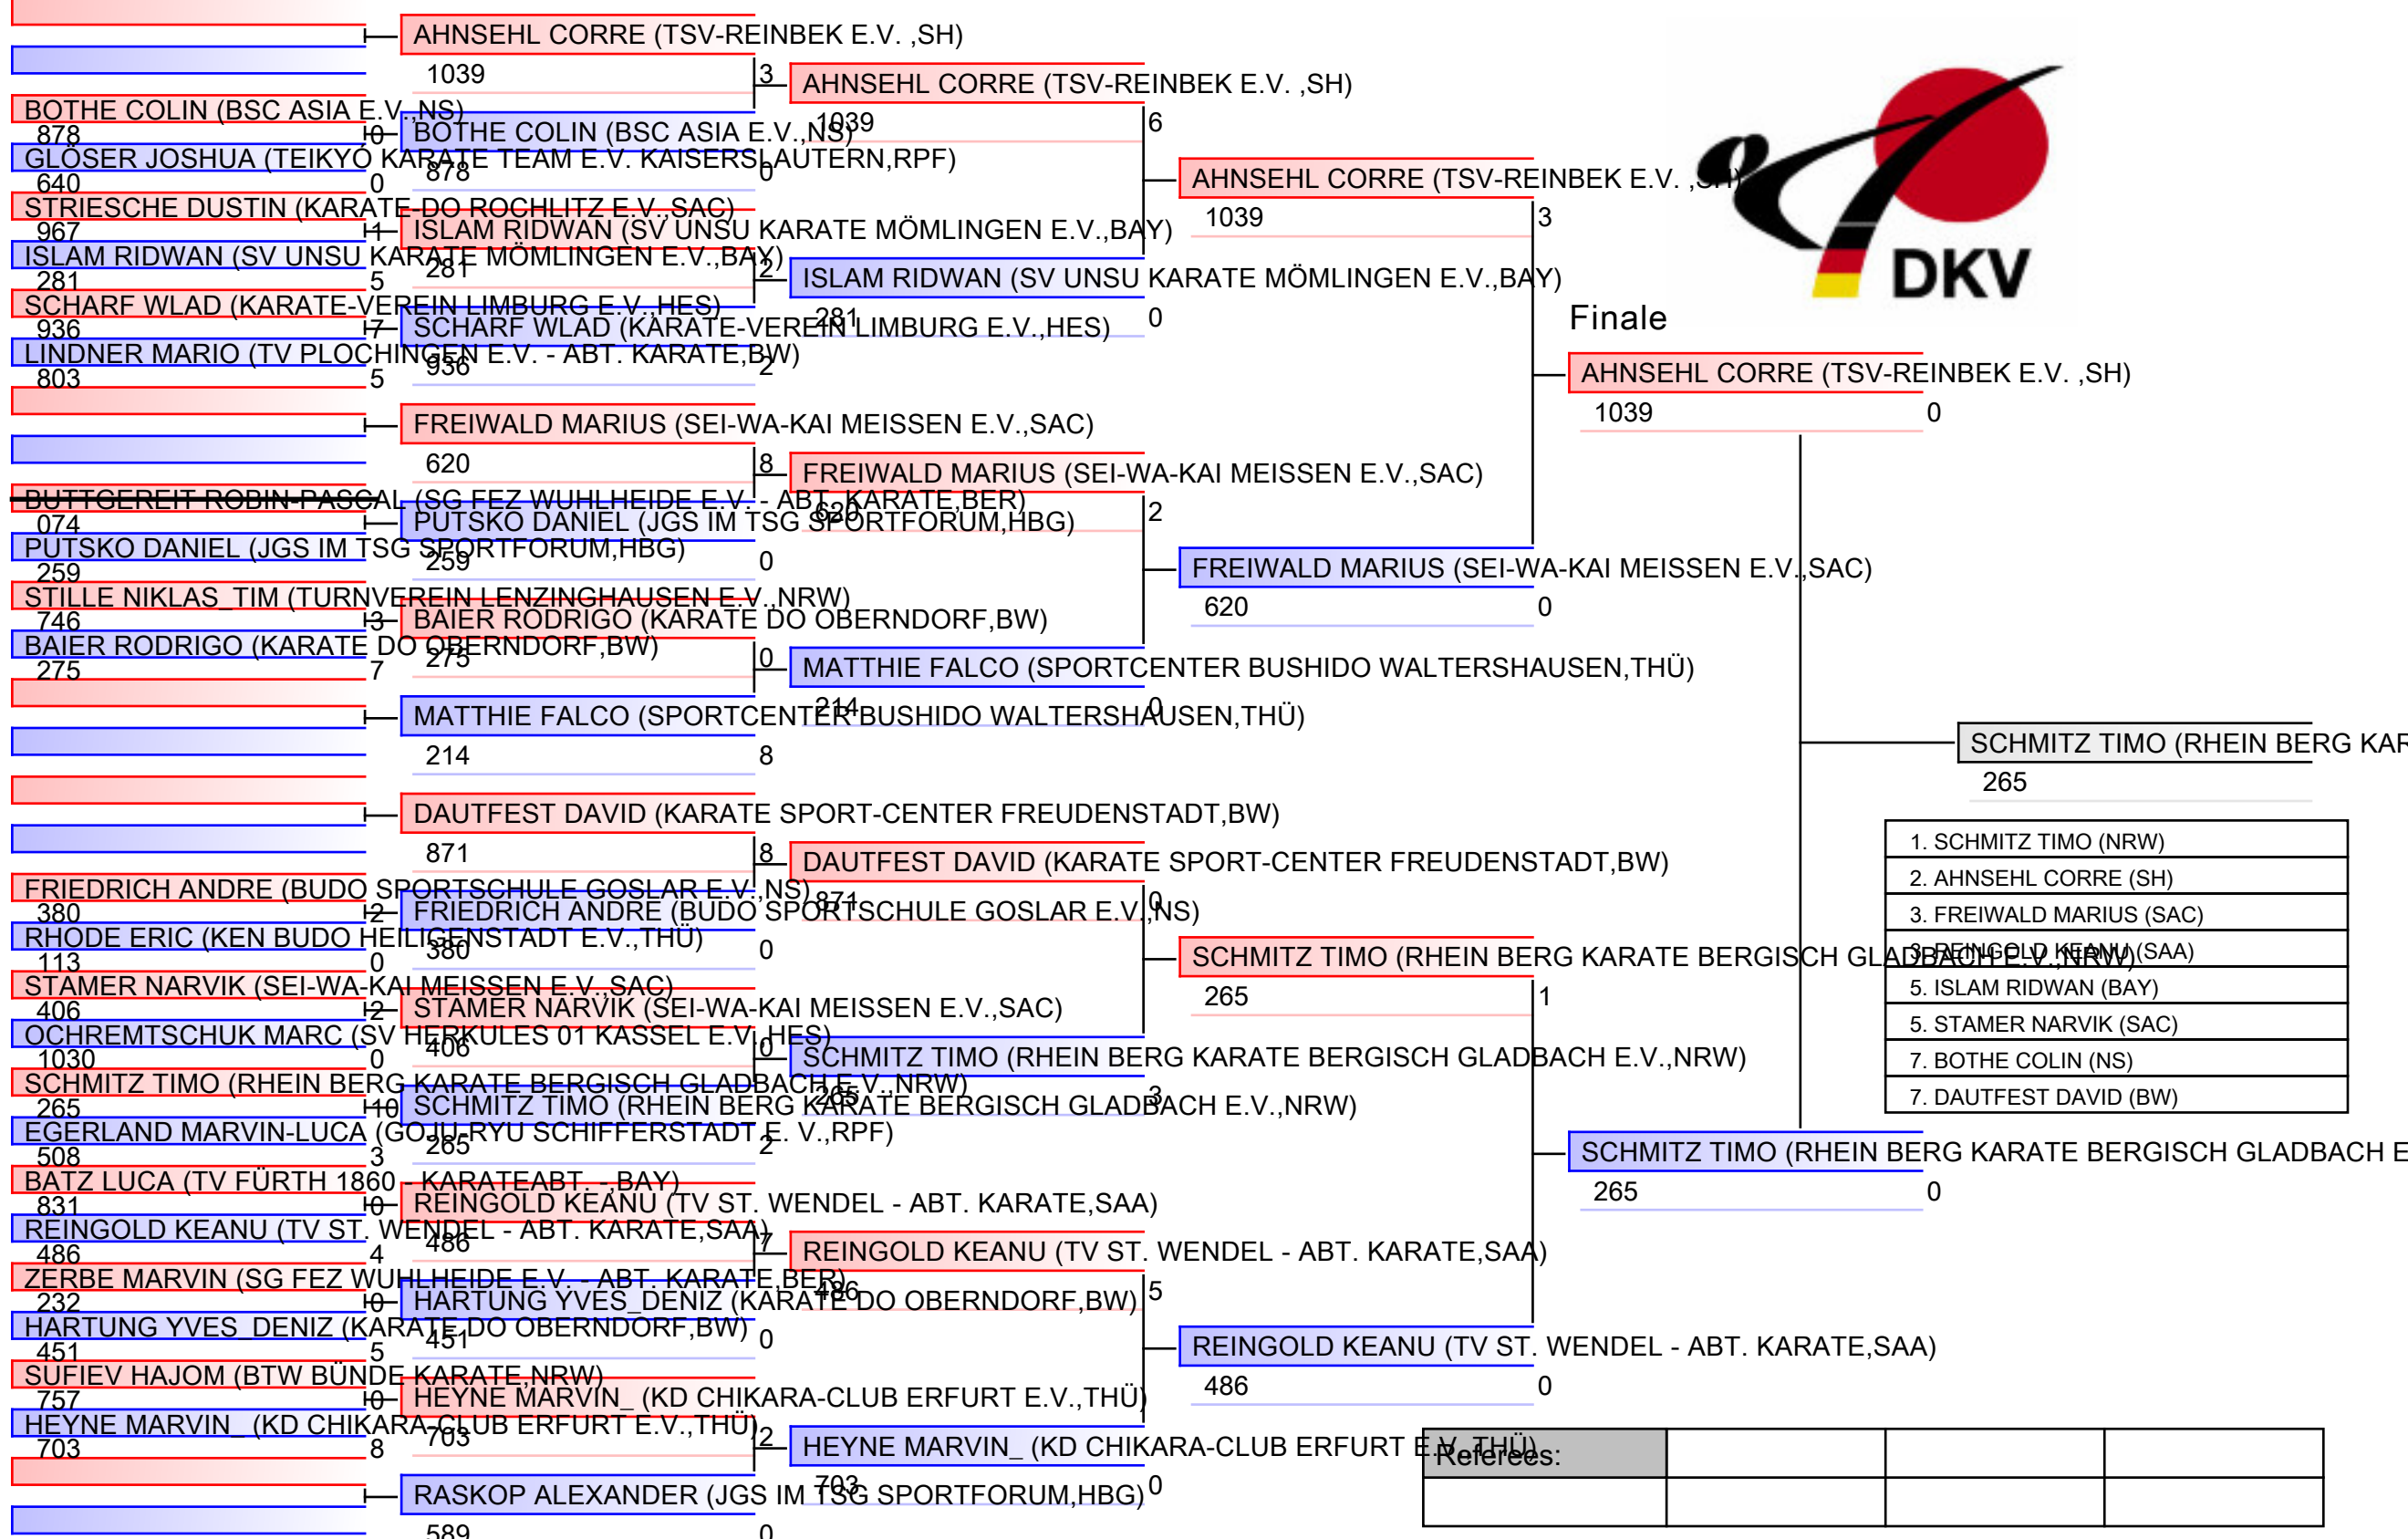 AHNSEHL CORRE (TSV-REINBEK E.V. ,SH)
1039 3
BOTHE COLIN (BSC ASIA E.V.,NS)
878 0
GLÖSER JOSHUA (TEIKYO KARATE TEAM E.V. KAISERSLAUTERN,RPF)
640 0
BOTHE COLIN (BSC ASIA E.V.,NS)
878 0
STRIESCHE DUSTIN (KARATE-DO ROCHLITZ E.V.,SAC)
967 1
ISLAM RIDWAN (SV UNSU KARATE MÖMLINGEN E.V.,BAY)
281 5
ISLAM RIDWAN (SV UNSU KARATE MÖMLINGEN E.V.,BAY)
281 2
SCHARF WLAD (KARATE-VEREIN LIMBURG E.V.,HES)
936 7
LINDNER MARIO (TV PLOCHINGEN E.V. - ABT. KARATE,BW)
803 5
SCHARF WLAD (KARATE-VEREIN LIMBURG E.V.,HES)
936 2
FREIWALD MARIUS (SEI-WA-KAI MEISSEN E.V.,SAC)
620 8
BUTTGEREIT ROBIN-PASCAL (SG FEZ WUHLHEIDE E.V. - ABT. KARATE,BER)
074
PUTSKO DANIEL (JGS IM TSG SPORTFORUM,HBG)
259
PUTSKO DANIEL (JGS IM TSG SPORTFORUM,HBG)
259 0
STILLE NIKLAS_TIM (TURNVEREIN LENZINGHAUSEN E.V.,NRW)
746 3
BAIER RODRIGO (KARATE DO OBERNDORF,BW)
275 7
BAIER RODRIGO (KARATE DO OBERNDORF,BW)
275 0
MATTHIE FALCO (SPORTCENTER BUSHIDO WALTERSHAUSEN,THÜ)
214 8
DAUTFEST DAVID (KARATE SPORT-CENTER FREUDENSTADT,BW)
871 8
FRIEDRICH ANDRE (BUDO SPORTSCHULE GOSLAR E.V.,NS)
380 2
RHODE ERIC (KEN BUDO HEILIGENSTADT E.V.,THÜ)
113 0
FRIEDRICH ANDRE (BUDO SPORTSCHULE GOSLAR E.V.,NS)
380 0
STAMER NARVIK (SEI-WA-KAI MEISSEN E.V.,SAC)
406 2
OCHREMTSCHUK MARC (SV HERKULES 01 KASSEL E.V.,HES)
1030 0
STAMER NARVIK (SEI-WA-KAI MEISSEN E.V.,SAC)
406 0
SCHMITZ TIMO (RHEIN BERG KARATE BERGISCH GLADBACH E.V.,NRW)
265 10
EGERLAND MARVIN-LUCA (GOJU-RYU SCHIFFERSTADT E. V.,RPF)
508 3
SCHMITZ TIMO (RHEIN BERG KARATE BERGISCH GLADBACH E.V.,NRW)
265 2
BATZ LUCA (TV FÜRTH 1860 - KARATEABT. -,BAY)
831 0
REINGOLD KEANU (TV ST. WENDEL - ABT. KARATE,SAA)
486 4
REINGOLD KEANU (TV ST. WENDEL - ABT. KARATE,SAA)
486 7
ZERBE MARVIN (SG FEZ WUHLHEIDE E.V. - ABT. KARATE,BER)
232 0
HARTUNG YVES_DENIZ (KARATE DO OBERNDORF,BW)
451 5
HARTUNG YVES_DENIZ (KARATE DO OBERNDORF,BW)
451 0
SUFIEV HAJOM (BTW BÜNDE KARATE,NRW)
757 0
HEYNE MARVIN_ (KD CHIKARA-CLUB ERFURT E.V.,THÜ)
703 8
HEYNE MARVIN_ (KD CHIKARA-CLUB ERFURT E.V.,THÜ)
703 2
RASKOP ALEXANDER (JGS IM TSG SPORTFORUM,HBG)
589 0
AHNSEHL CORRE (TSV-REINBEK E.V. ,SH)
1039 6
ISLAM RIDWAN (SV UNSU KARATE MÖMLINGEN E.V.,BAY)
281 0
FREIWALD MARIUS (SEI-WA-KAI MEISSEN E.V.,SAC)
620 2
MATTHIE FALCO (SPORTCENTER BUSHIDO WALTERSHAUSEN,THÜ)
214 0
DAUTFEST DAVID (KARATE SPORT-CENTER FREUDENSTADT,BW)
871 0
SCHMITZ TIMO (RHEIN BERG KARATE BERGISCH GLADBACH E.V.,NRW)
265 3
REINGOLD KEANU (TV ST. WENDEL - ABT. KARATE,SAA)
486 5
HEYNE MARVIN_ (KD CHIKARA-CLUB ERFURT E.V.,THÜ)
703 0
AHNSEHL CORRE (TSV-REINBEK E.V. ,SH)
1039 3
FREIWALD MARIUS (SEI-WA-KAI MEISSEN E.V.,SAC)
620 0
SCHMITZ TIMO (RHEIN BERG KARATE BERGISCH GLADBACH E.V.,NRW)
265 1
REINGOLD KEANU (TV ST. WENDEL - ABT. KARATE,SAA)
486 0
DKV
Finale
AHNSEHL CORRE (TSV-REINBEK E.V. ,SH)
1039 0
SCHMITZ TIMO (RHEIN BERG KARATE BERGISCH GLADBACH E
265 0
SCHMITZ TIMO (RHEIN BERG KAR
265
1. SCHMITZ TIMO (NRW)
2. AHNSEHL CORRE (SH)
3. FREIWALD MARIUS (SAC)
3. REINGOLD KEANU (SAA)
5. ISLAM RIDWAN (BAY)
5. STAMER NARVIK (SAC)
7. BOTHE COLIN (NS)
7. DAUTFEST DAVID (BW)
Referees: